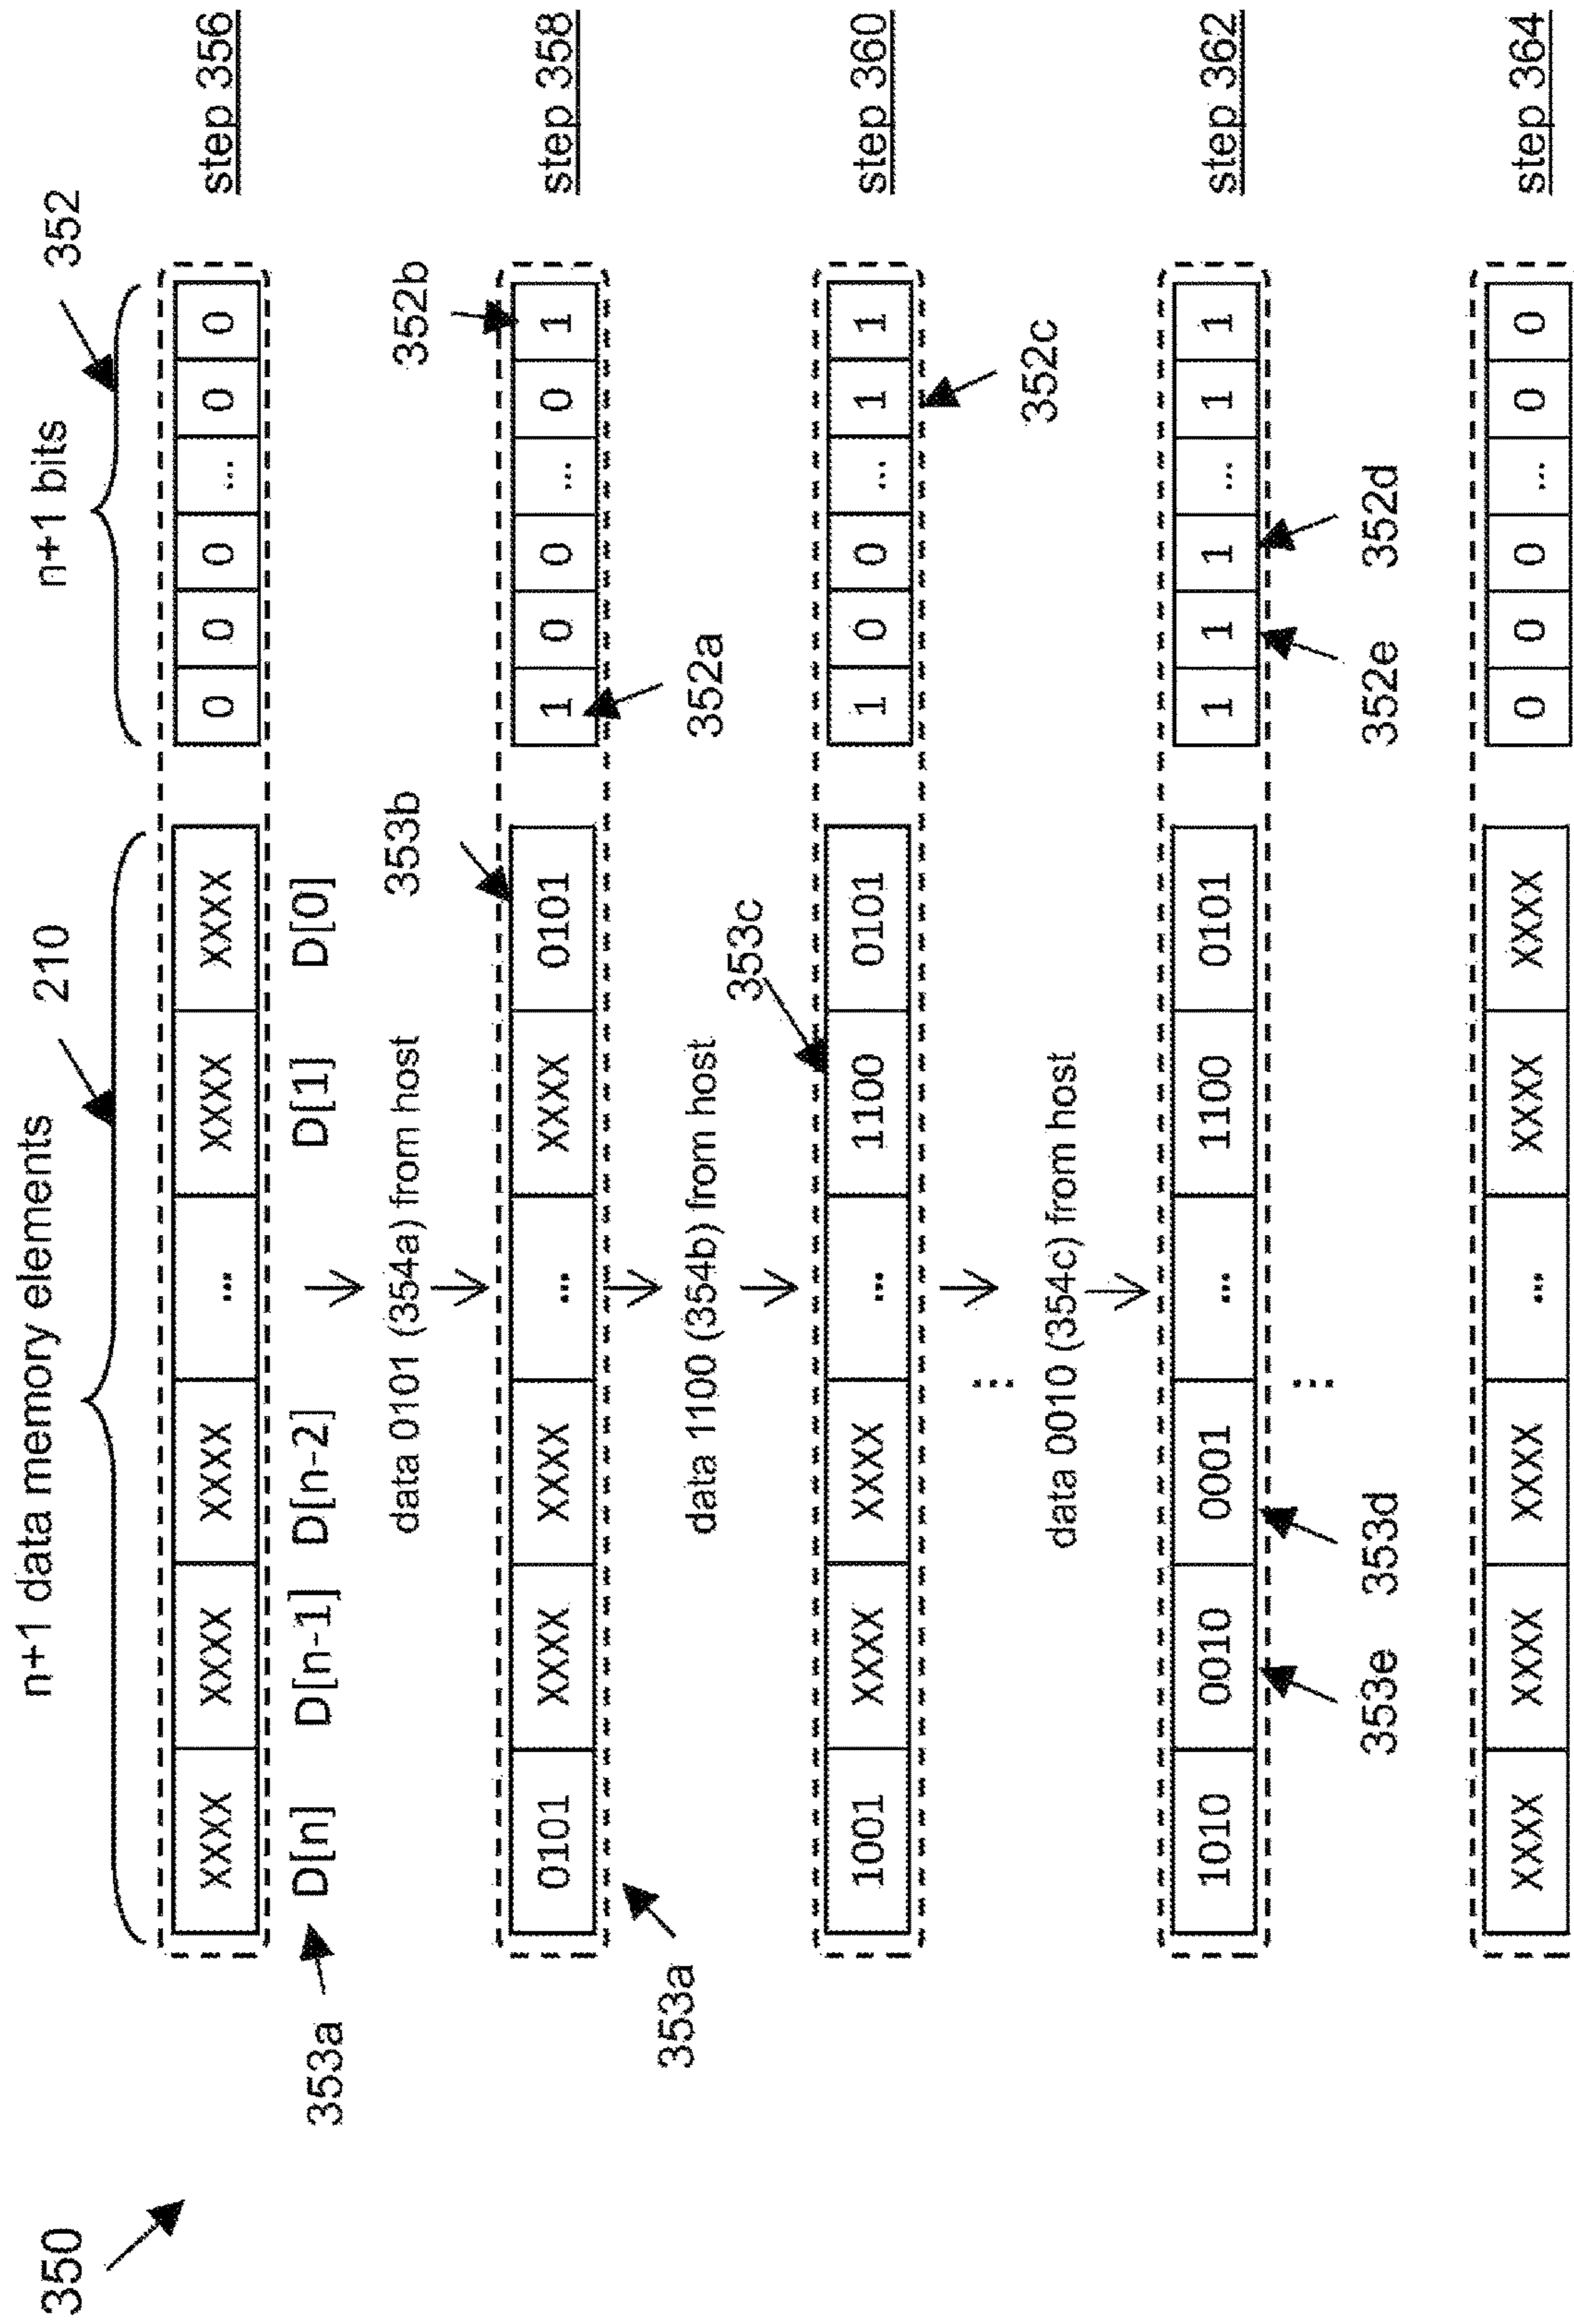 350
n+1 data memory elements
210
n+1 bits
352
XXXX XXXX XXXX ... XXXX XXXX 0 0 0 ... 0 0 step 356
353a D[n] D[n-1] D[n-2] D[1] D[0]
data 0101 (354a) from host
353b
352b
0101 XXXX XXXX ... XXXX 0101 1 0 0 ... 0 1 step 358
353a
352a
data 1100 (354b) from host
353c
1001 XXXX XXXX ... 1100 0101 1 0 0 ... 1 1 step 360
352c
⋮
data 0010 (354c) from host
1010 0010 0001 ... 1100 0101 1 1 1 ... 1 1 step 362
353e 353d
352e 352d
⋮
XXXX XXXX XXXX ... XXXX XXXX 0 0 0 ... 0 0 step 364